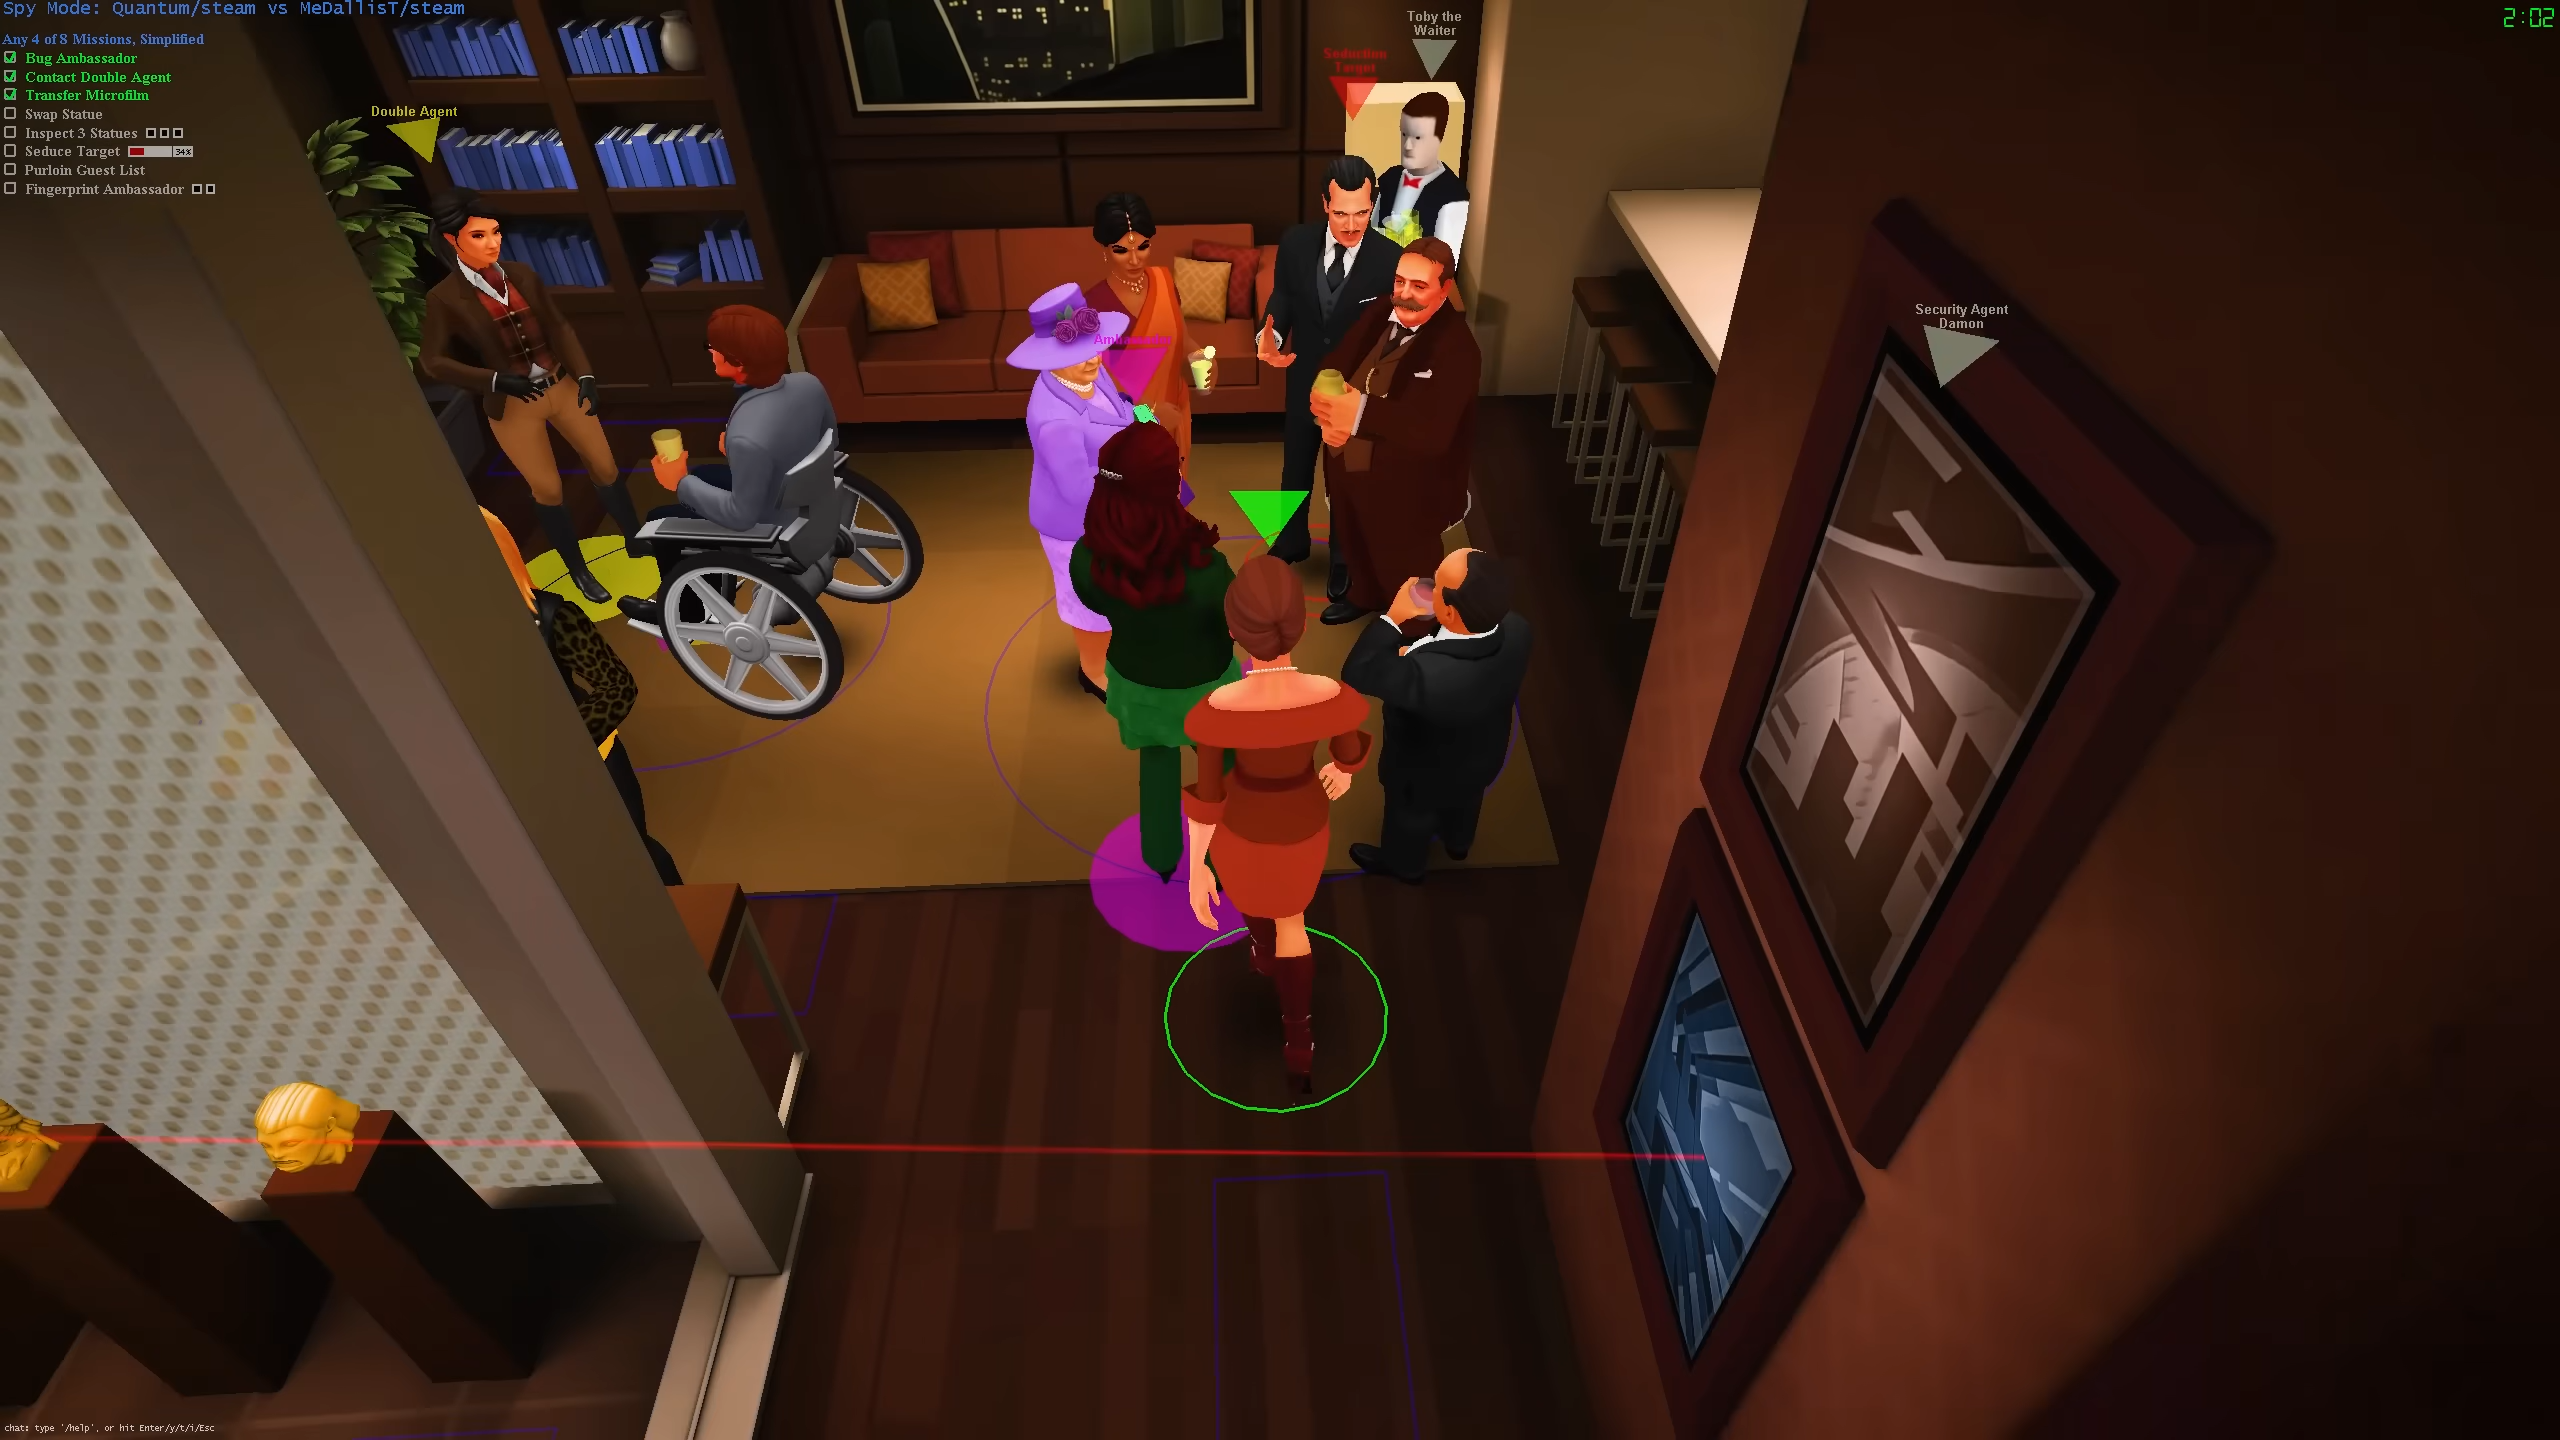 Spy Mode: Quantum/steam vs MeDallisT/steam
2:02
Any 4 of 8 Missions, Simplified
Bug Ambassador
Contact Double Agent
Transfer Microfilm
Swap Statue
Inspect 3 Statues
Seduce Target 34%
Purloin Guest List
Fingerprint Ambassador
Double Agent
Toby the
Waiter
Seduction
Target
Ambassador
Security Agent
Damon
chat: type '/help', or hit Enter/y/t/i/Esc